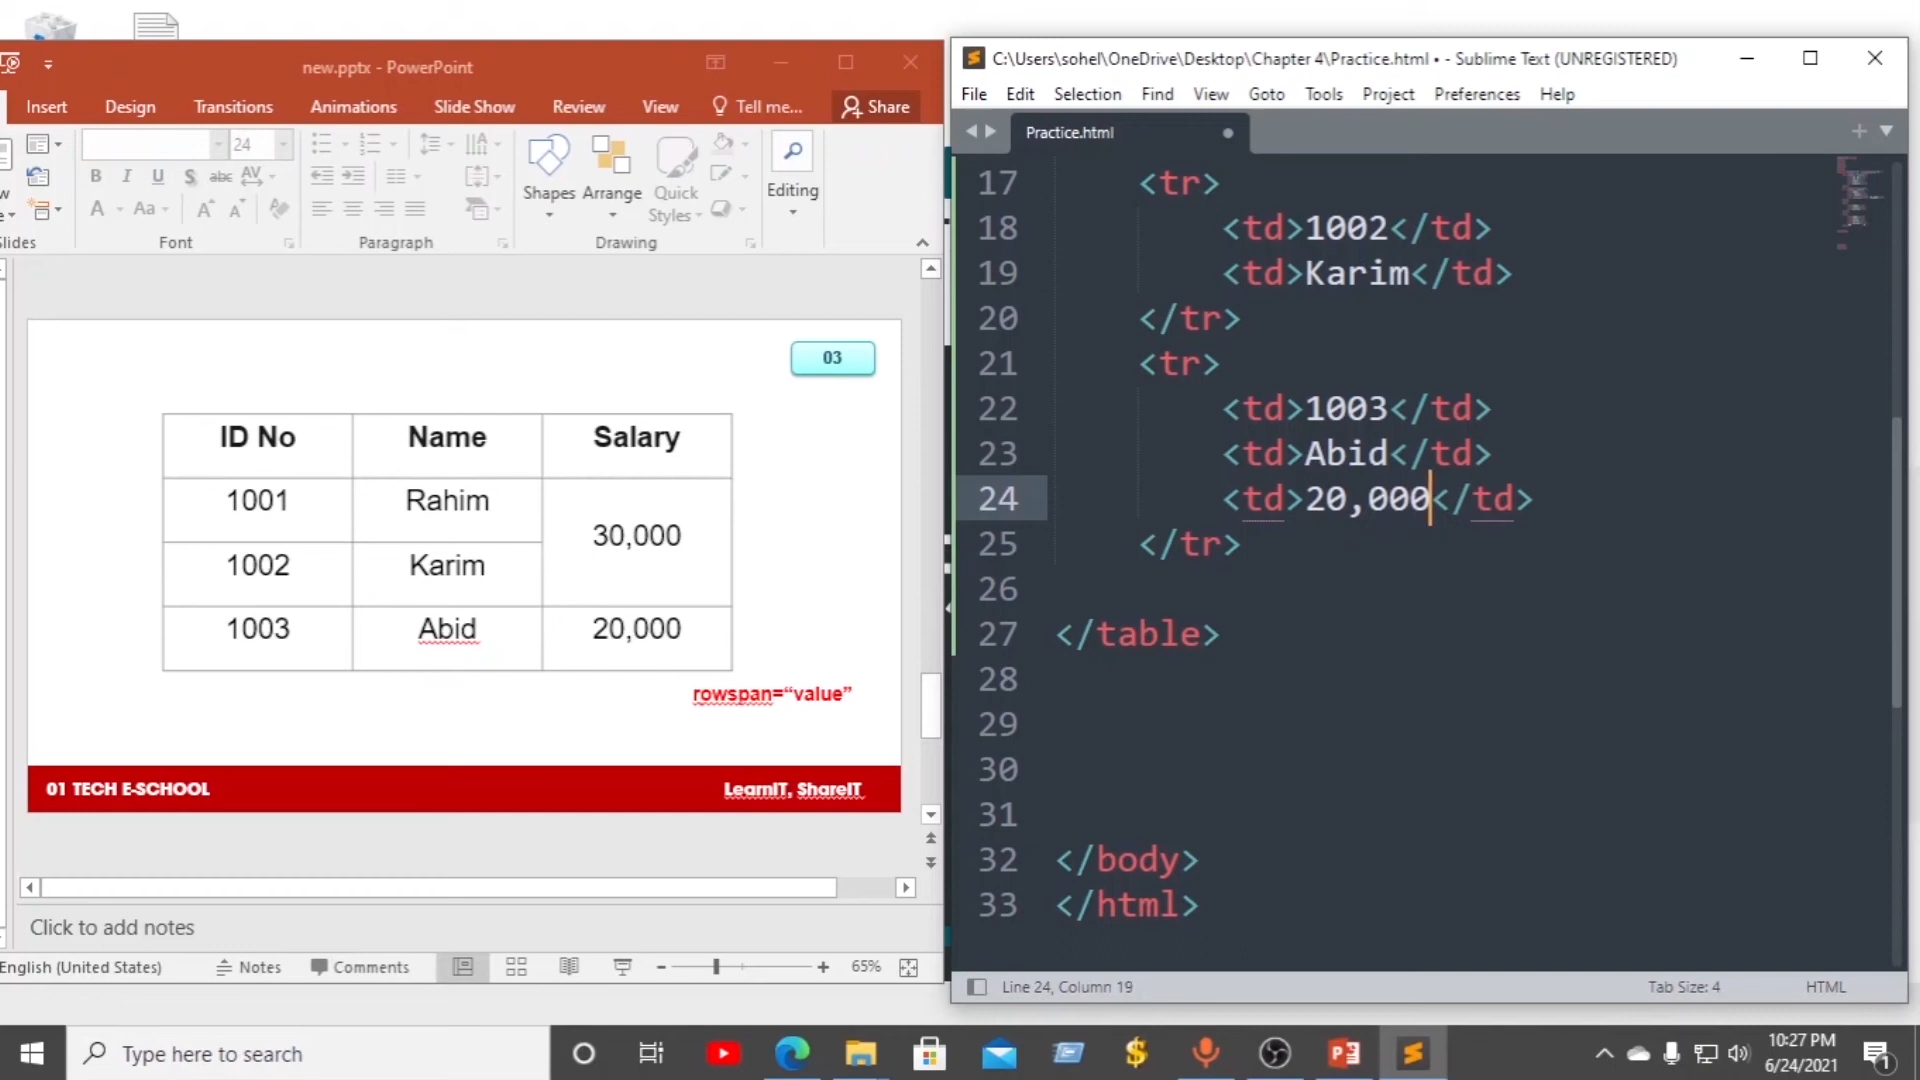 new.pptx - PowerPoint
Insert Design Transitions Animations Slide Show Review View Tell me... Share
24
B I U S abc AV
A Aa A A
Shapes Arrange Quick Styles Editing
Font Paragraph Drawing
03
ID No Name Salary
1001 Rahim 30,000
1002 Karim
1003 Abid 20,000
rowspan=“value”
01 TECH E-SCHOOL LearnIT, ShareIT
Click to add notes
English (United States) Notes Comments 65%
C:\Users\sohel\OneDrive\Desktop\Chapter 4\Practice.html • - Sublime Text (UNREGISTERED)
File Edit Selection Find View Goto Tools Project Preferences Help
Practice.html
17 <tr>
18 <td>1002</td>
19 <td>Karim</td>
20 </tr>
21 <tr>
22 <td>1003</td>
23 <td>Abid</td>
24 <td>20,000</td>
25 </tr>
26
27 </table>
28
29
30
31
32 </body>
33 </html>
Line 24, Column 19 Tab Size: 4 HTML
Type here to search
10:27 PM
6/24/2021
1